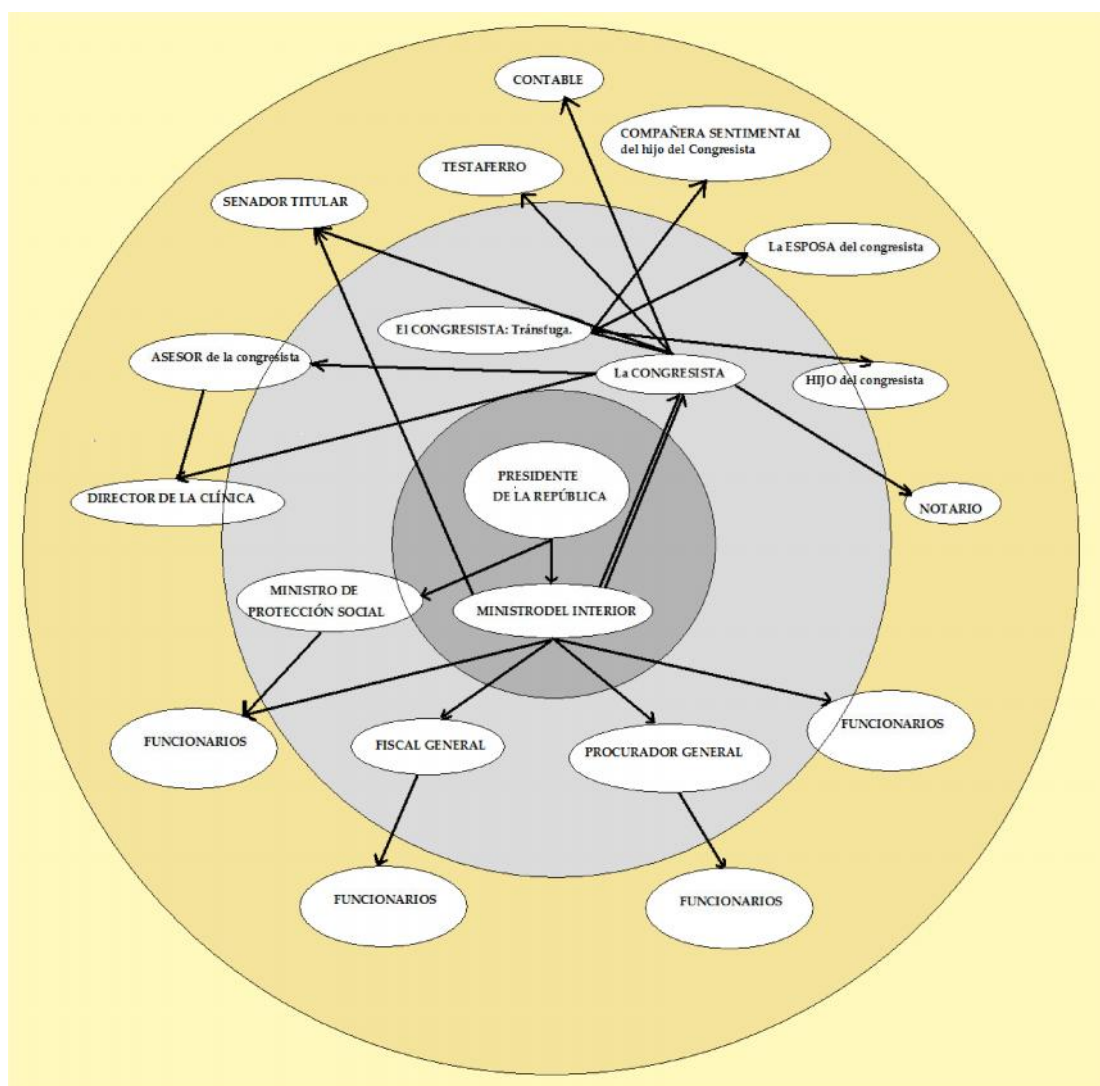 CONTABLE
COMPAÑERA SENTIMENTAI
del hijo del Congresista
TESTAFERRO
SENADOR TITULAR
La ESPOSA del congresista
El CONGRESISTA: Tránsfuga.
ASESOR de la congresista
La CONGRESISTA
HIJO del congresista
PRESIDENTE
DE LA REPÚBLICA
DIRECTOR DE LA CLÍNICA
NOTARIO
MINISTRO DE
PROTECCIÓN SOCIAL
MINISTRODEL INTERIOR
FUNCIONARIOS
FISCAL GENERAL
PROCURADOR GENERAL
FUNCIONARIOS
FUNCIONARIOS
FUNCIONARIOS